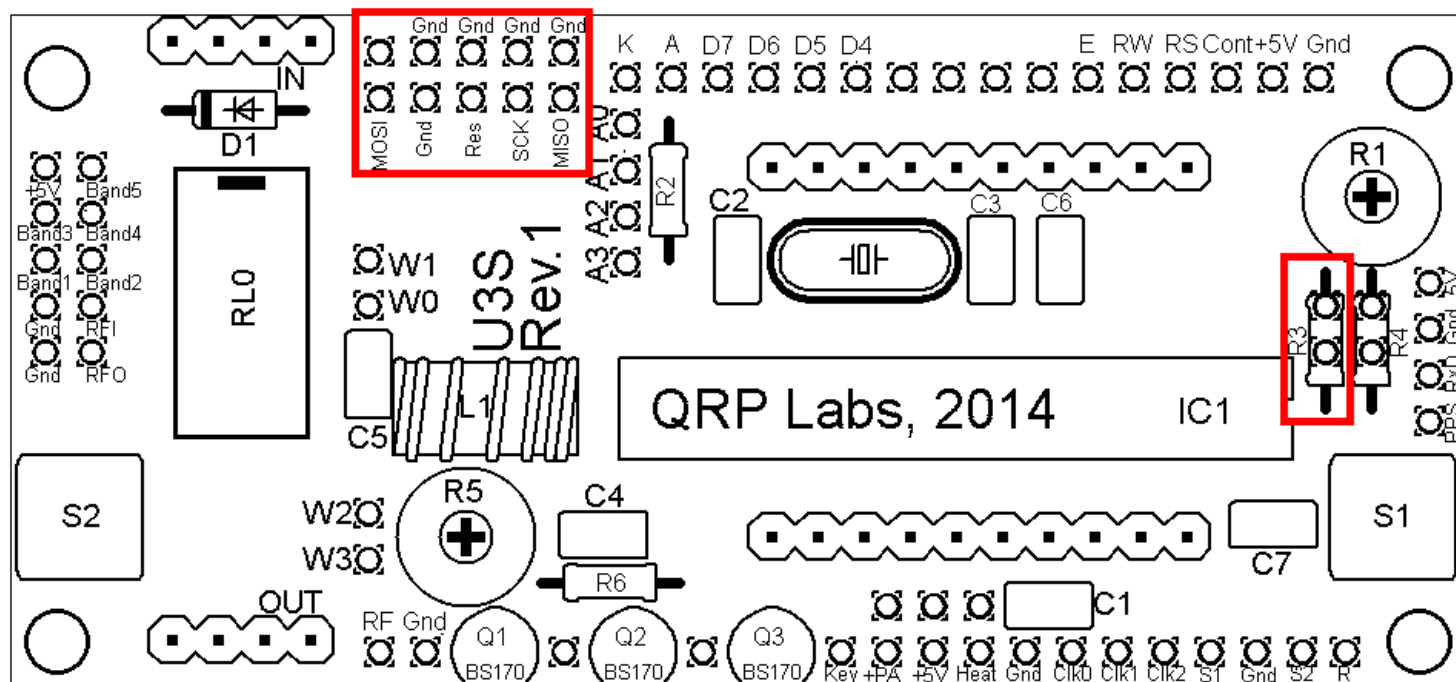 Gnd Gnd Gnd Gnd
K A D7 D6 D5 D4 E RW RS Cont +5V Gnd
IN
D1
MOSI Gnd Res SCK MISO
A0
A1
A2
A3
R2
+5V Band5
Band3 Band4
Band1 Band2
Gnd RFI
Gnd RFO
RL0
W1
W0
U3S
Rev.1
C2
C3
C6
R1
R3
R4
5V
Gnd
RxD
PPS
C5
L1
QRP Labs, 2014 IC1
S2
W2
W3
R5
C4
R6
S1
C7
C1
OUT
RF Gnd
Q1
BS170
Q2
BS170
Q3
BS170
Key +PA +5V Heat Gnd Clk0 Clk1 Clk2 S1 Gnd S2 R